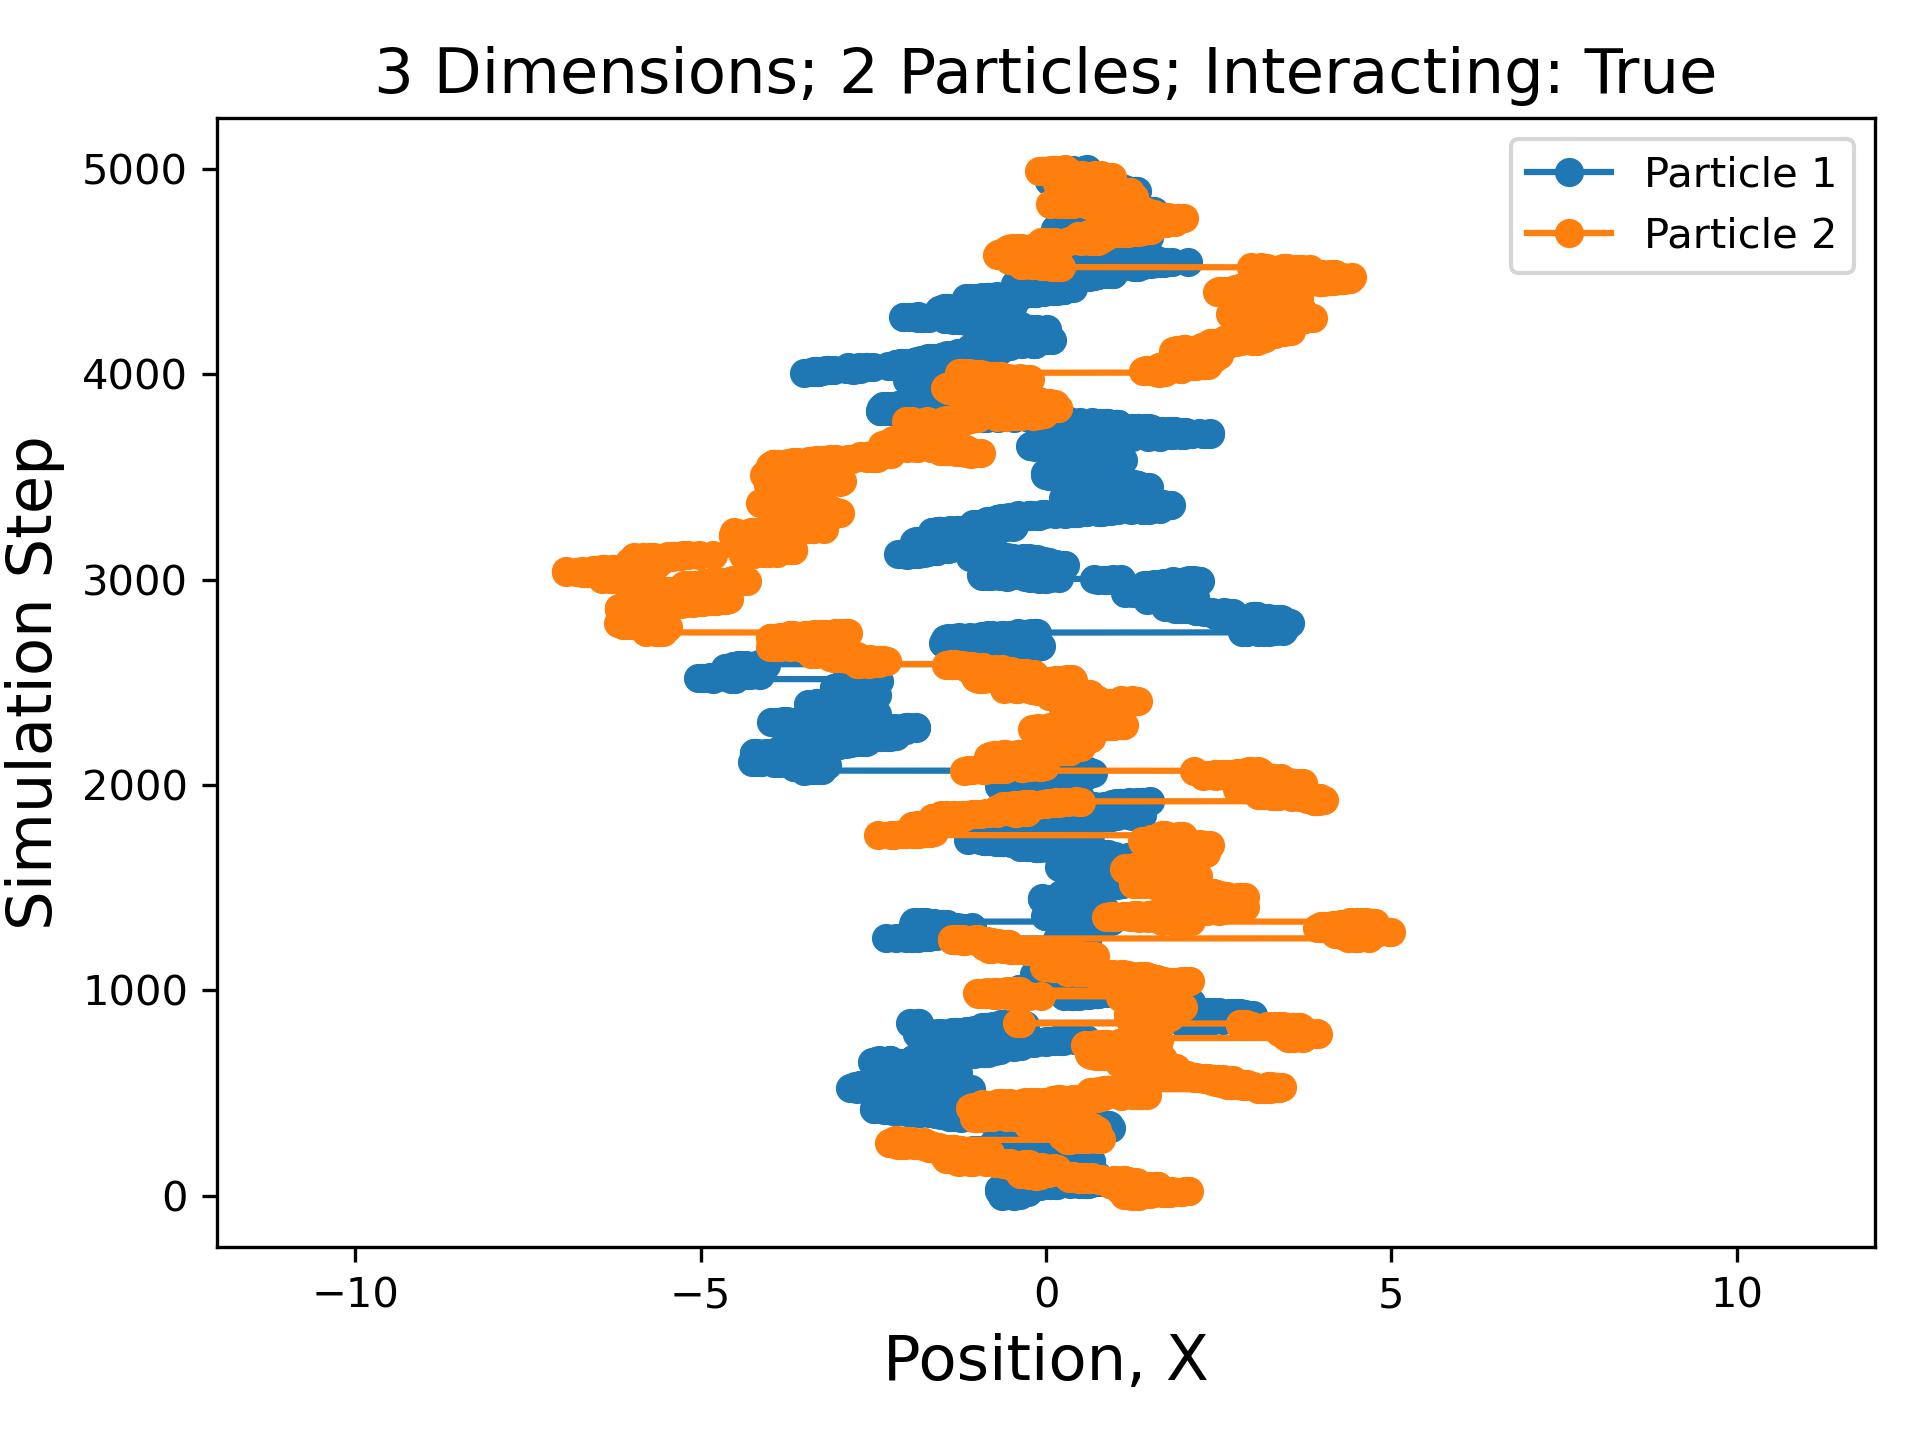 3 Dimensions; 2 Particles; Interacting: True
Particle 1
Particle 2
5000
4000
3000
2000
1000
0
Simulation Step
−10
−5
0
5
10
Position, X